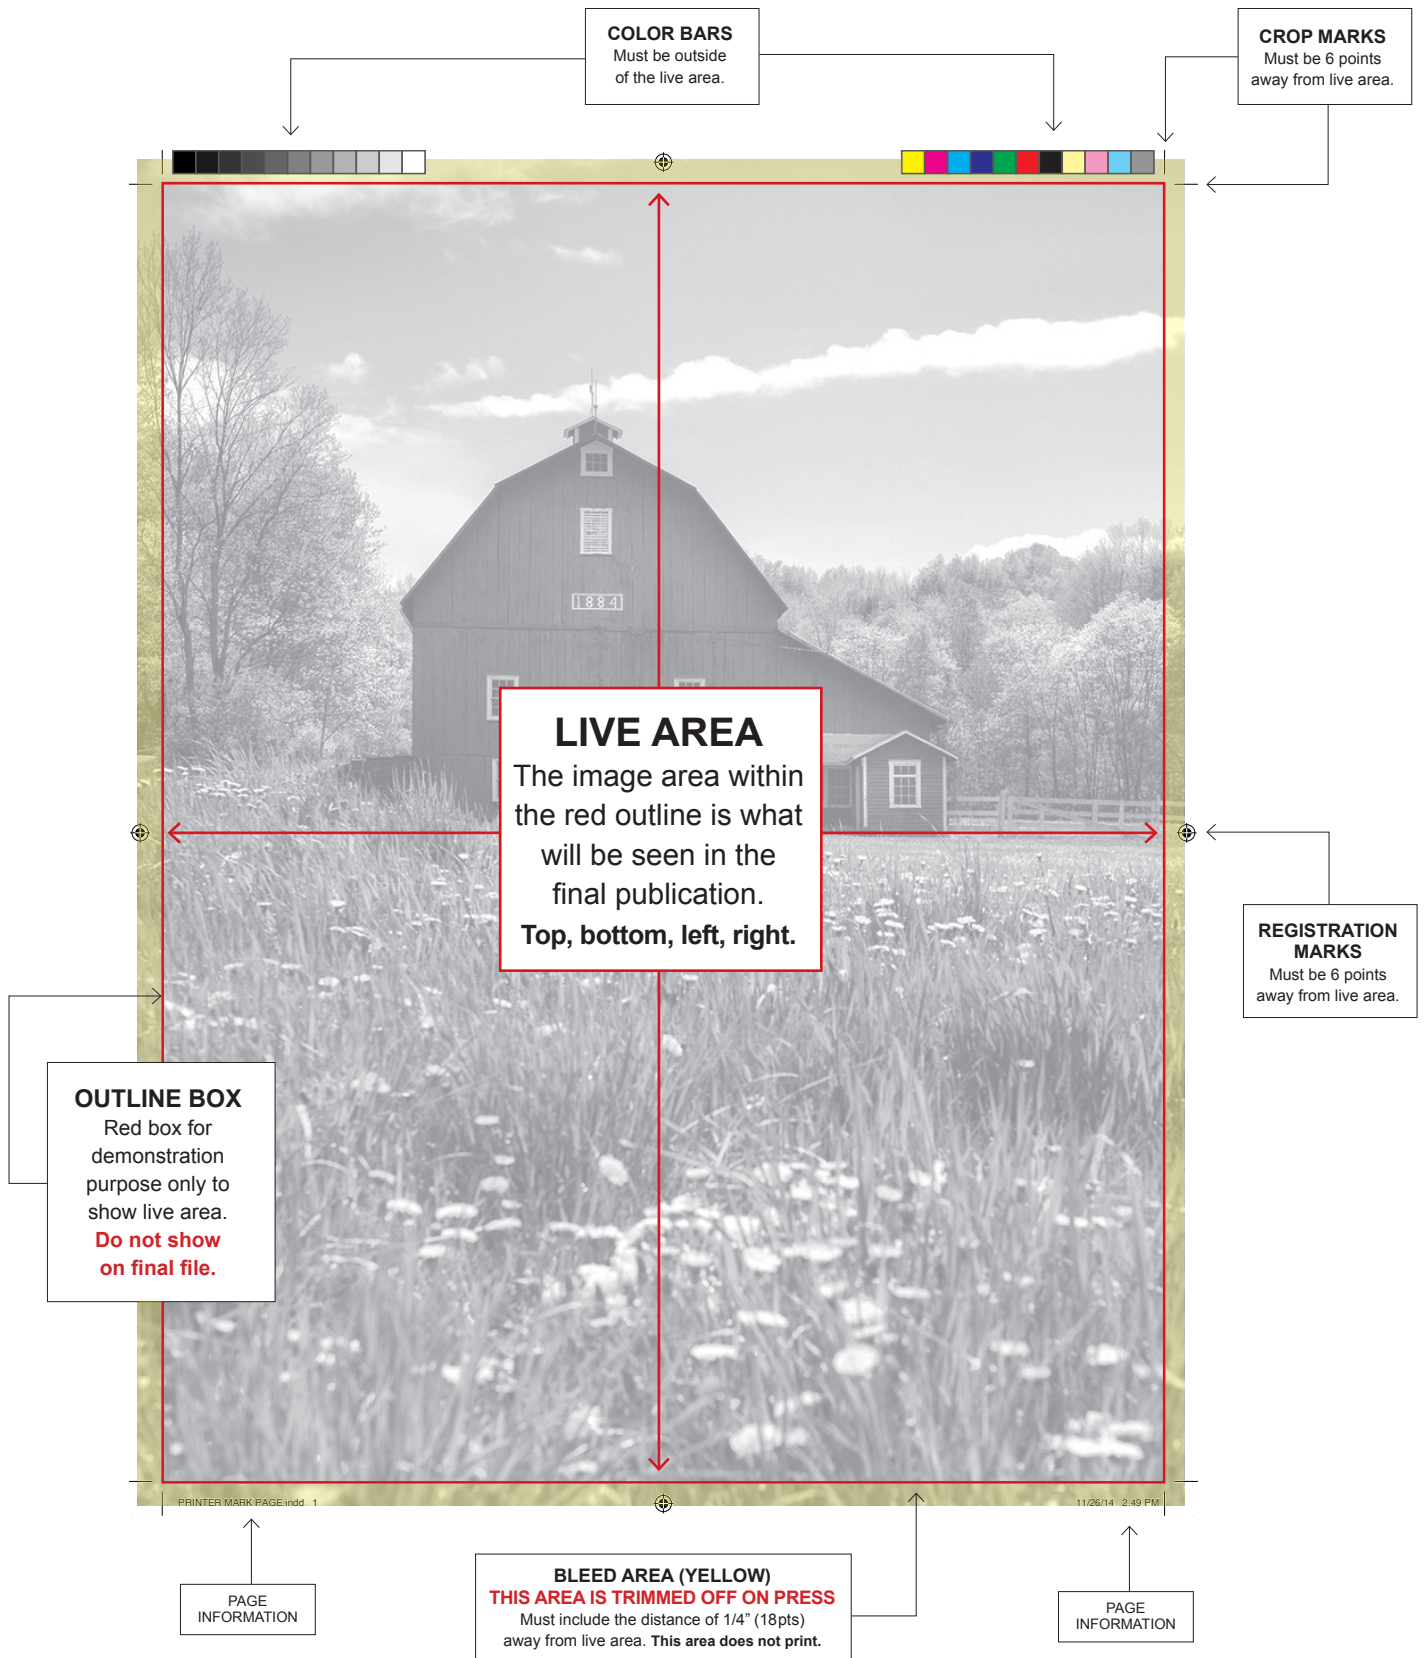 COLOR BARS
Must be outside
of the live area.
CROP MARKS
Must be 6 points
away from live area.
1884
LIVE AREA
The image area within
the red outline is what
will be seen in the
final publication.
Top, bottom, left, right.
REGISTRATION
MARKS
Must be 6 points
away from live area.
OUTLINE BOX
Red box for
demonstration
purpose only to
show live area.
Do not show
on final file.
PRINTER MARK PAGE.indd 1
11/26/14 2:49 PM
PAGE
INFORMATION
BLEED AREA (YELLOW)
THIS AREA IS TRIMMED OFF ON PRESS
Must include the distance of 1/4” (18pts)
away from live area. This area does not print.
PAGE
INFORMATION